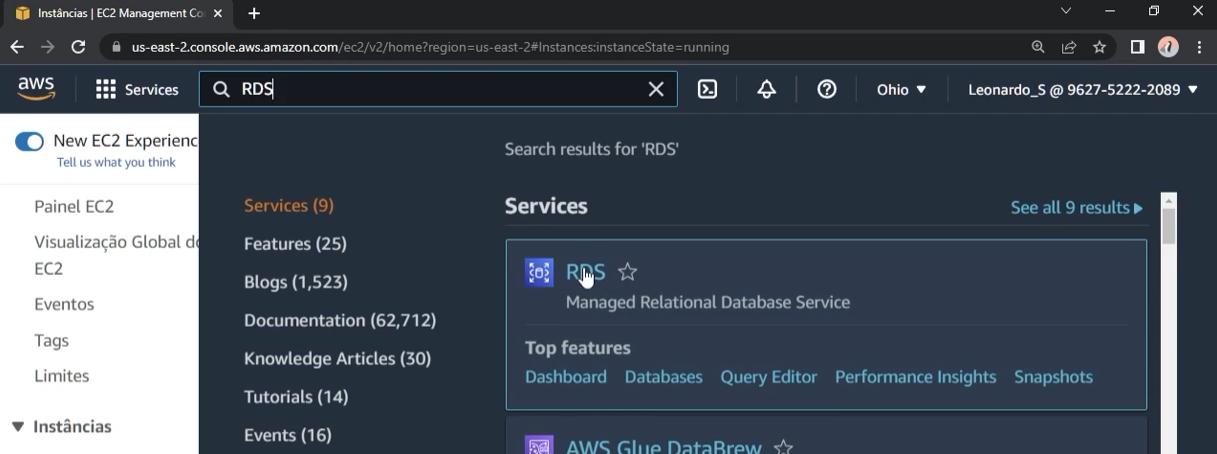 Instâncias | EC2 Management Co
us-east-2.console.aws.amazon.com/ec2/v2/home?region=us-east-2#Instances:instanceState=running
aws
Services
RDS
Ohio
Leonardo_S @ 9627-5222-2089
New EC2 Experienc
Tell us what you think
Painel EC2
Visualização Global do
EC2
Eventos
Tags
Limites
Instâncias
Search results for 'RDS'
Services (9)
Features (25)
Blogs (1,523)
Documentation (62,712)
Knowledge Articles (30)
Tutorials (14)
Events (16)
Services
See all 9 results
RDS
Managed Relational Database Service
Top features
Dashboard Databases Query Editor Performance Insights Snapshots
AWS Glue DataBrew